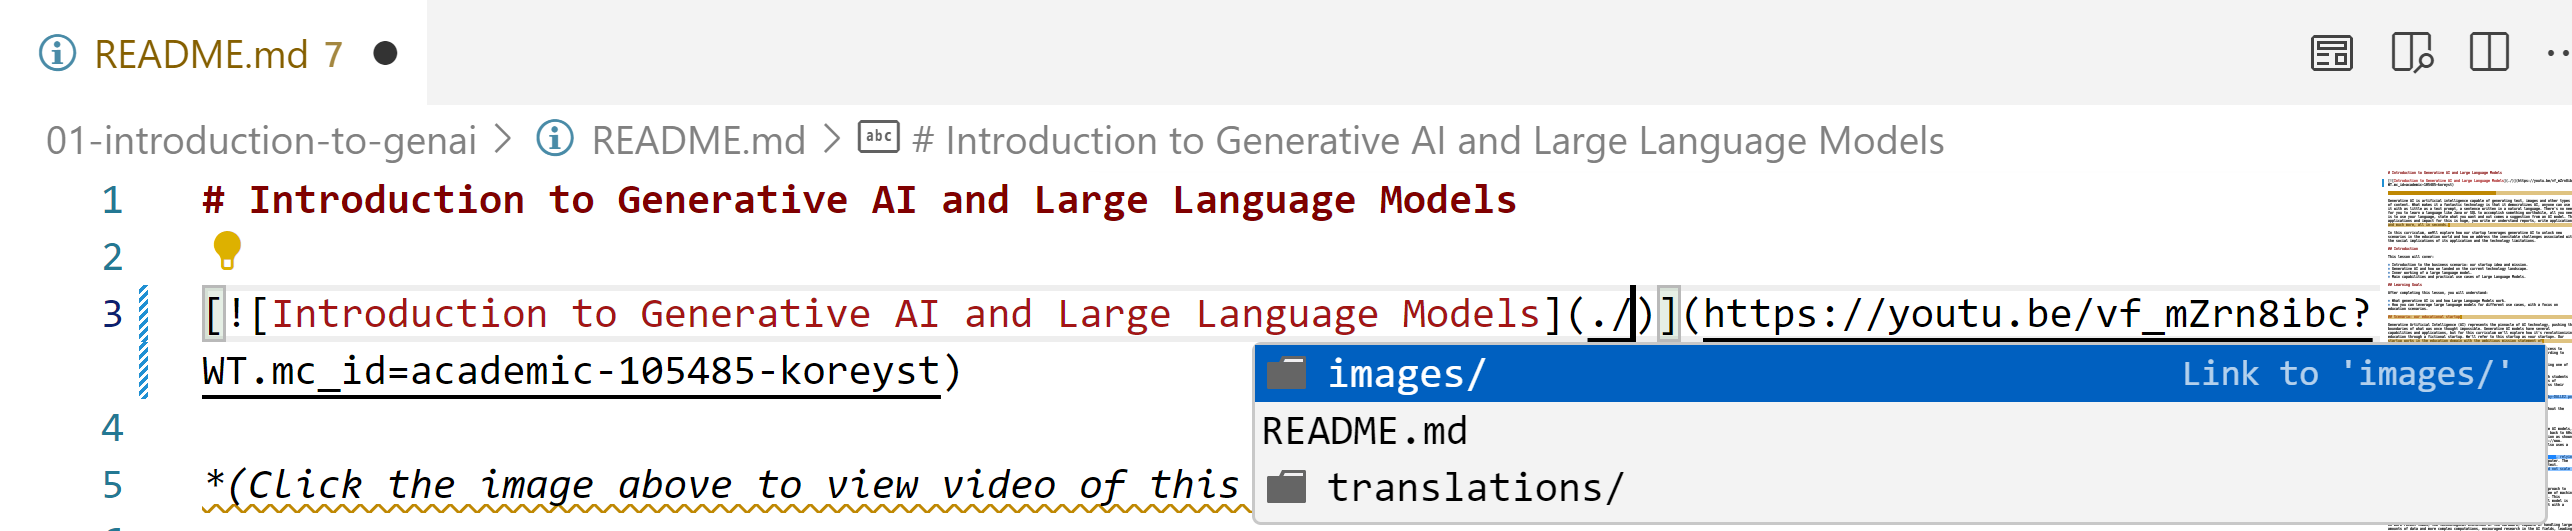 README.md 7
01-introduction-to-genai > README.md > abc # Introduction to Generative AI and Large Language Models
1 # Introduction to Generative AI and Large Language Models
2
3 [![Introduction to Generative AI and Large Language Models](./)](https://youtu.be/vf_mZrn8ibc?
WT.mc_id=academic-105485-koreyst)
images/ Link to 'images/'
README.md
translations/
4
5 *(Click the image above to view video of this